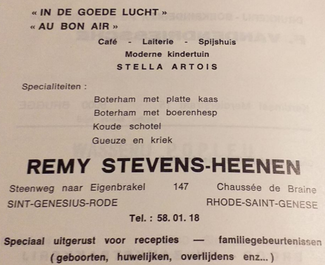 « IN DE GOEDE LUCHT »
« AU BON AIR »
Café - Laiterie - Spijshuis
Moderne kindertuin
STELLA ARTOIS
Specialiteiten :
Boterham met platte kaas
Boterham met boerenhesp
Koude schotel
Gueuze en kriek
REMY STEVENS-HEENEN
Steenweg naar Eigenbrakel 147 Chaussée de Braine
SINT-GENESIUS-RODE RHODE-SAINT-GENESE
Tel. : 58.01.18
Speciaal uitgerust voor recepties — familiegebeurtenissen
( geboorten, huwelijken, overlijdens enz...)